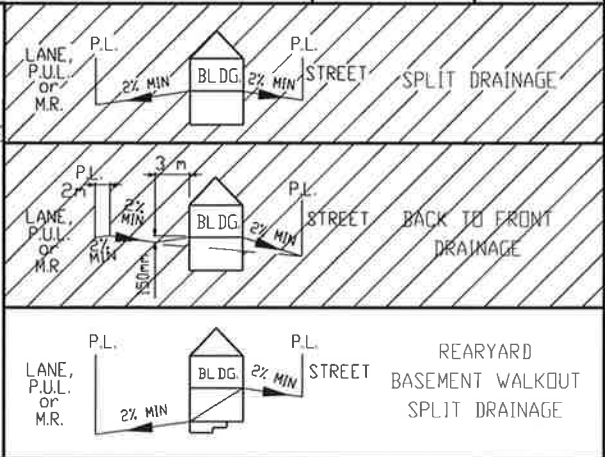 P.L.
P.L.
LANE,
P.U.L.
or
M.R.
2% MIN
BLDG.
2% MIN
STREET
SPLIT DRAINAGE
3 m
P.L.
2m
P.L.
LANE,
P.U.L.
or
M.R.
2% MIN
2% MIN
150mm
BLDG.
2% MIN
STREET
BACK TO FRONT
DRAINAGE
P.L.
P.L.
LANE,
P.U.L.
or
M.R.
2% MIN
BLDG.
2% MIN
STREET
REARYARD
BASEMENT WALKOUT
SPLIT DRAINAGE